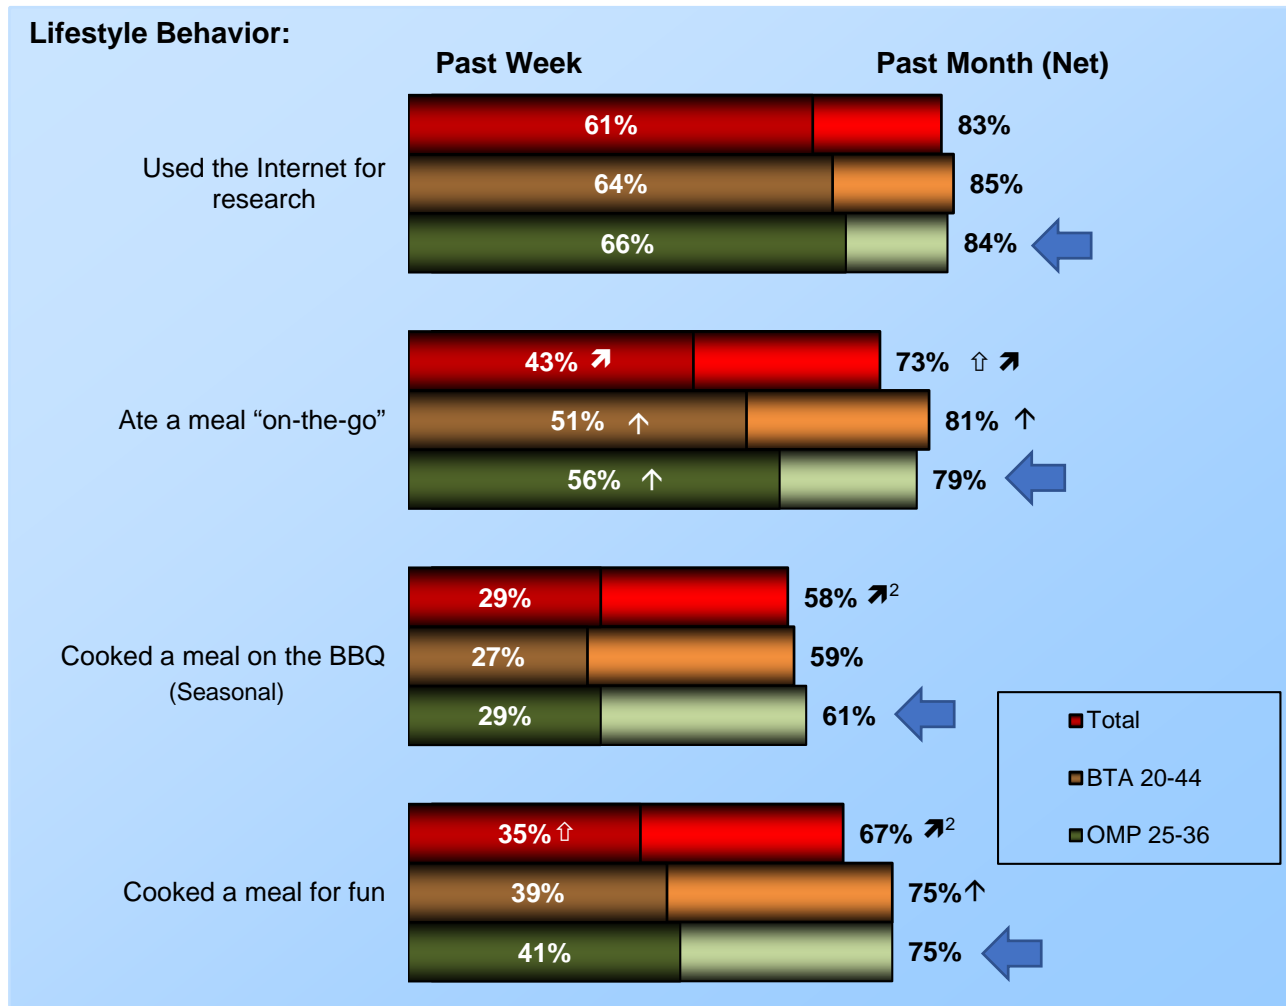 Lifestyle Behavior:
Past Week
Past Month (Net)
Used the Internet for
research
61%
83%
64%
85%
66%
84%
Ate a meal “on-the-go”
43%
73%
51%
81%
56%
79%
Cooked a meal on the BBQ
(Seasonal)
29%
58% 2
27%
59%
29%
61%
Cooked a meal for fun
35%
67% 2
39%
75%
41%
75%
Total
BTA 20-44
OMP 25-36